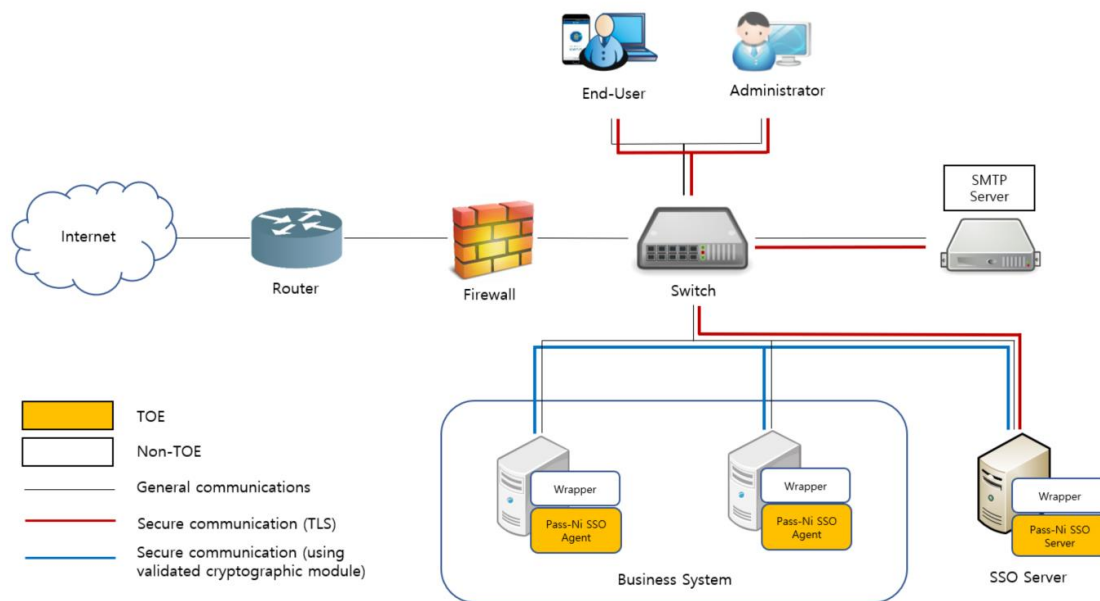 End-User
Administrator
SMTP
Server
Internet
Router
Firewall
Switch
TOE
Non-TOE
General communications
Secure communication (TLS)
Secure communication (using
validated cryptographic module)
Wrapper
Pass-Ni SSO
Agent
Wrapper
Pass-Ni SSO
Agent
Wrapper
Pass-Ni SSO
Server
Business System
SSO Server